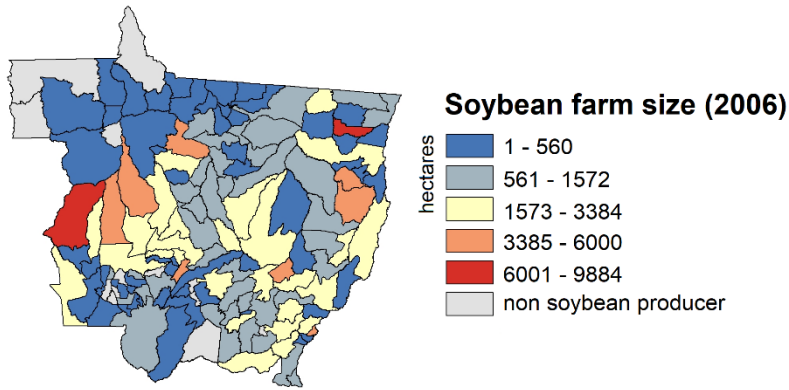 Soybean farm size (2006)
hectares
1 - 560
561 - 1572
1573 - 3384
3385 - 6000
6001 - 9884
non soybean producer